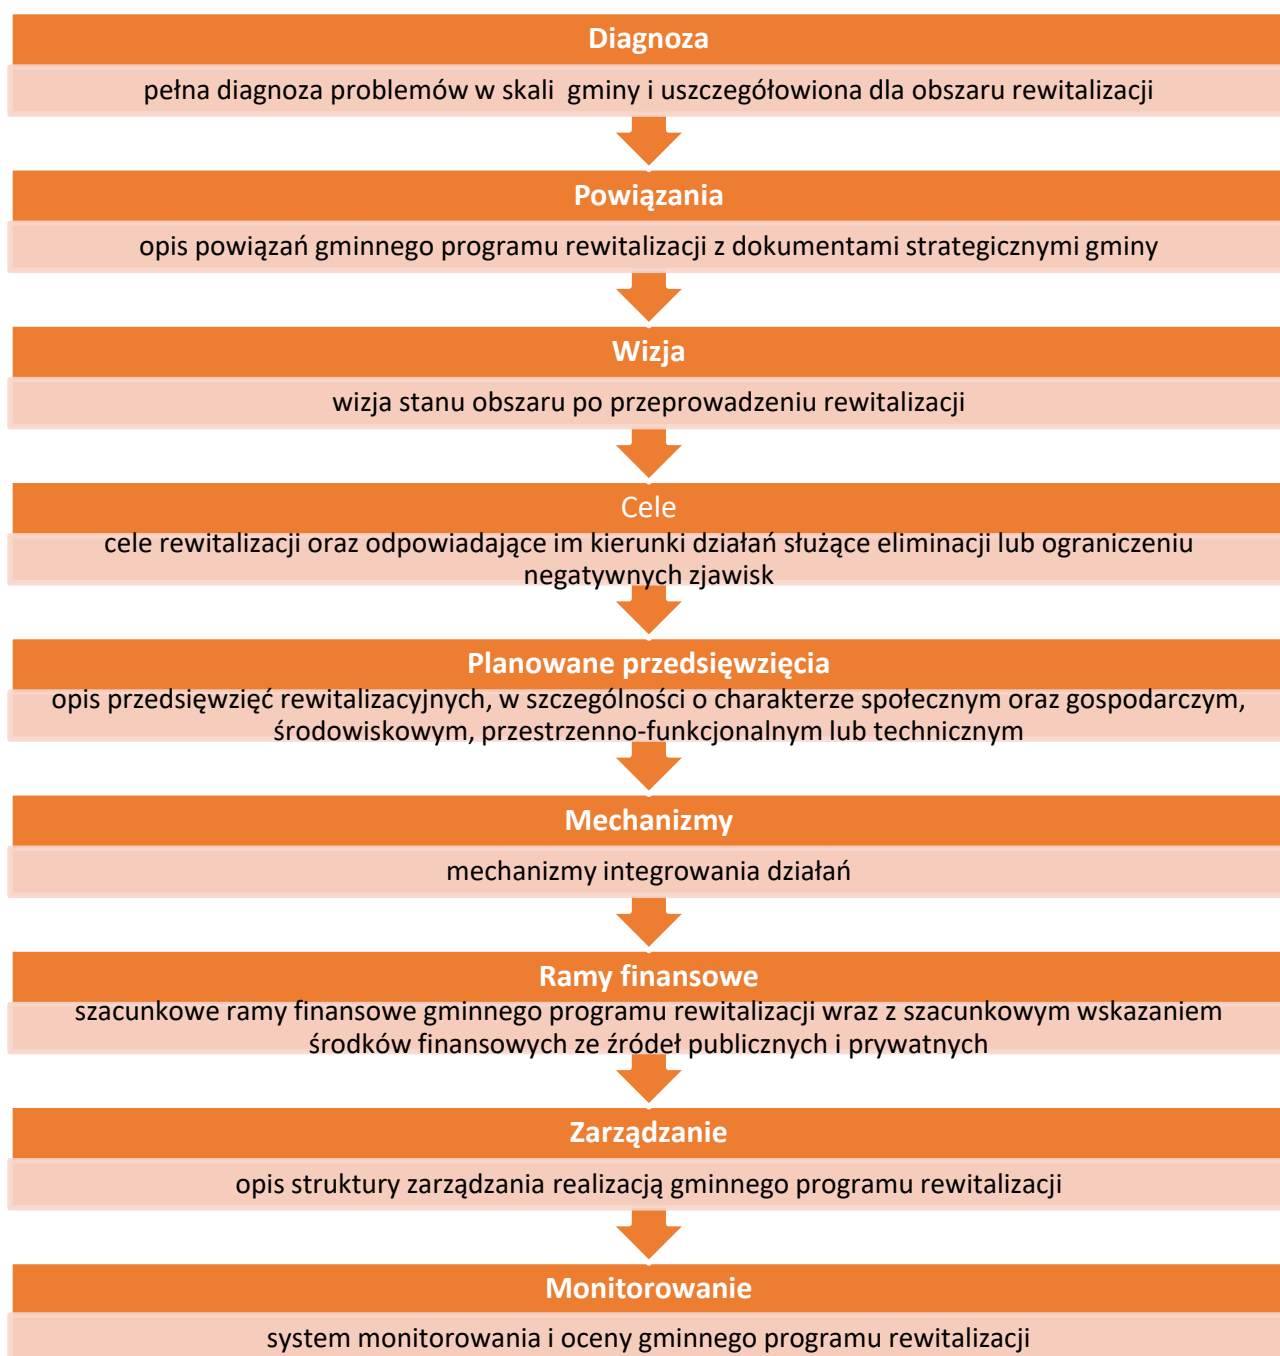 Diagnoza
pełna diagnoza problemów w skali gminy i uszczegółowiona dla obszaru rewitalizacji
Powiązania
opis powiązań gminnego programu rewitalizacji z dokumentami strategicznymi gminy
Wizja
wizja stanu obszaru po przeprowadzeniu rewitalizacji
Cele
cele rewitalizacji oraz odpowiadające im kierunki działań służące eliminacji lub ograniczeniu
negatywnych zjawisk
Planowane przedsięwzięcia
opis przedsięwzięć rewitalizacyjnych, w szczególności o charakterze społecznym oraz gospodarczym,
środowiskowym, przestrzenno-funkcjonalnym lub technicznym
Mechanizmy
mechanizmy integrowania działań
Ramy finansowe
szacunkowe ramy finansowe gminnego programu rewitalizacji wraz z szacunkowym wskazaniem
środków finansowych ze źródeł publicznych i prywatnych
Zarządzanie
opis struktury zarządzania realizacją gminnego programu rewitalizacji
Monitorowanie
system monitorowania i oceny gminnego programu rewitalizacji